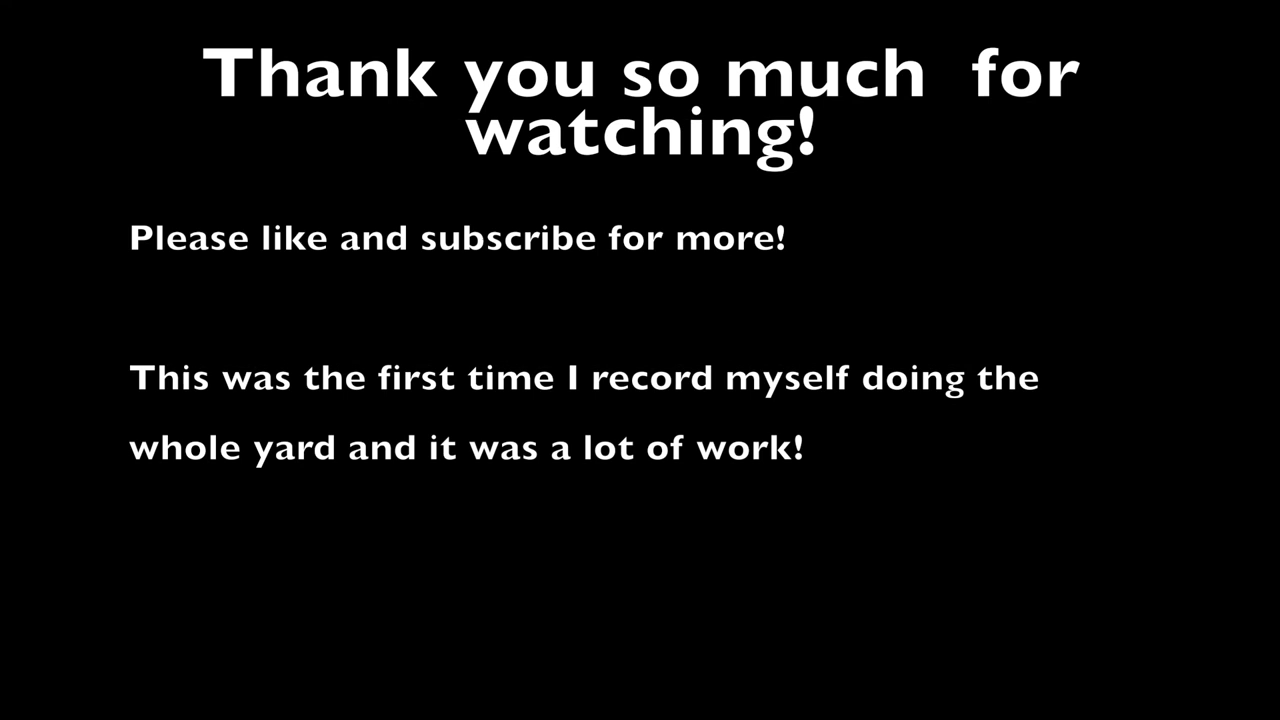 Thank you so much  for
watching!
Please like and subscribe for more!
This was the first time I record myself doing the
whole yard and it was a lot of work!